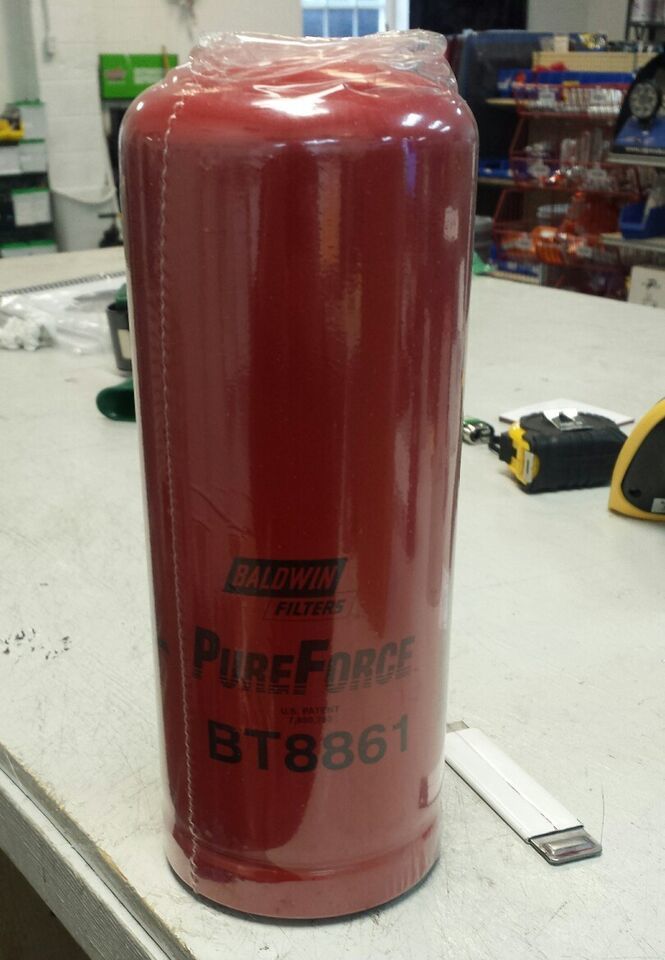 BALDWIN
FILTERS
PUREFORCE
U.S. PATENT
BT8861